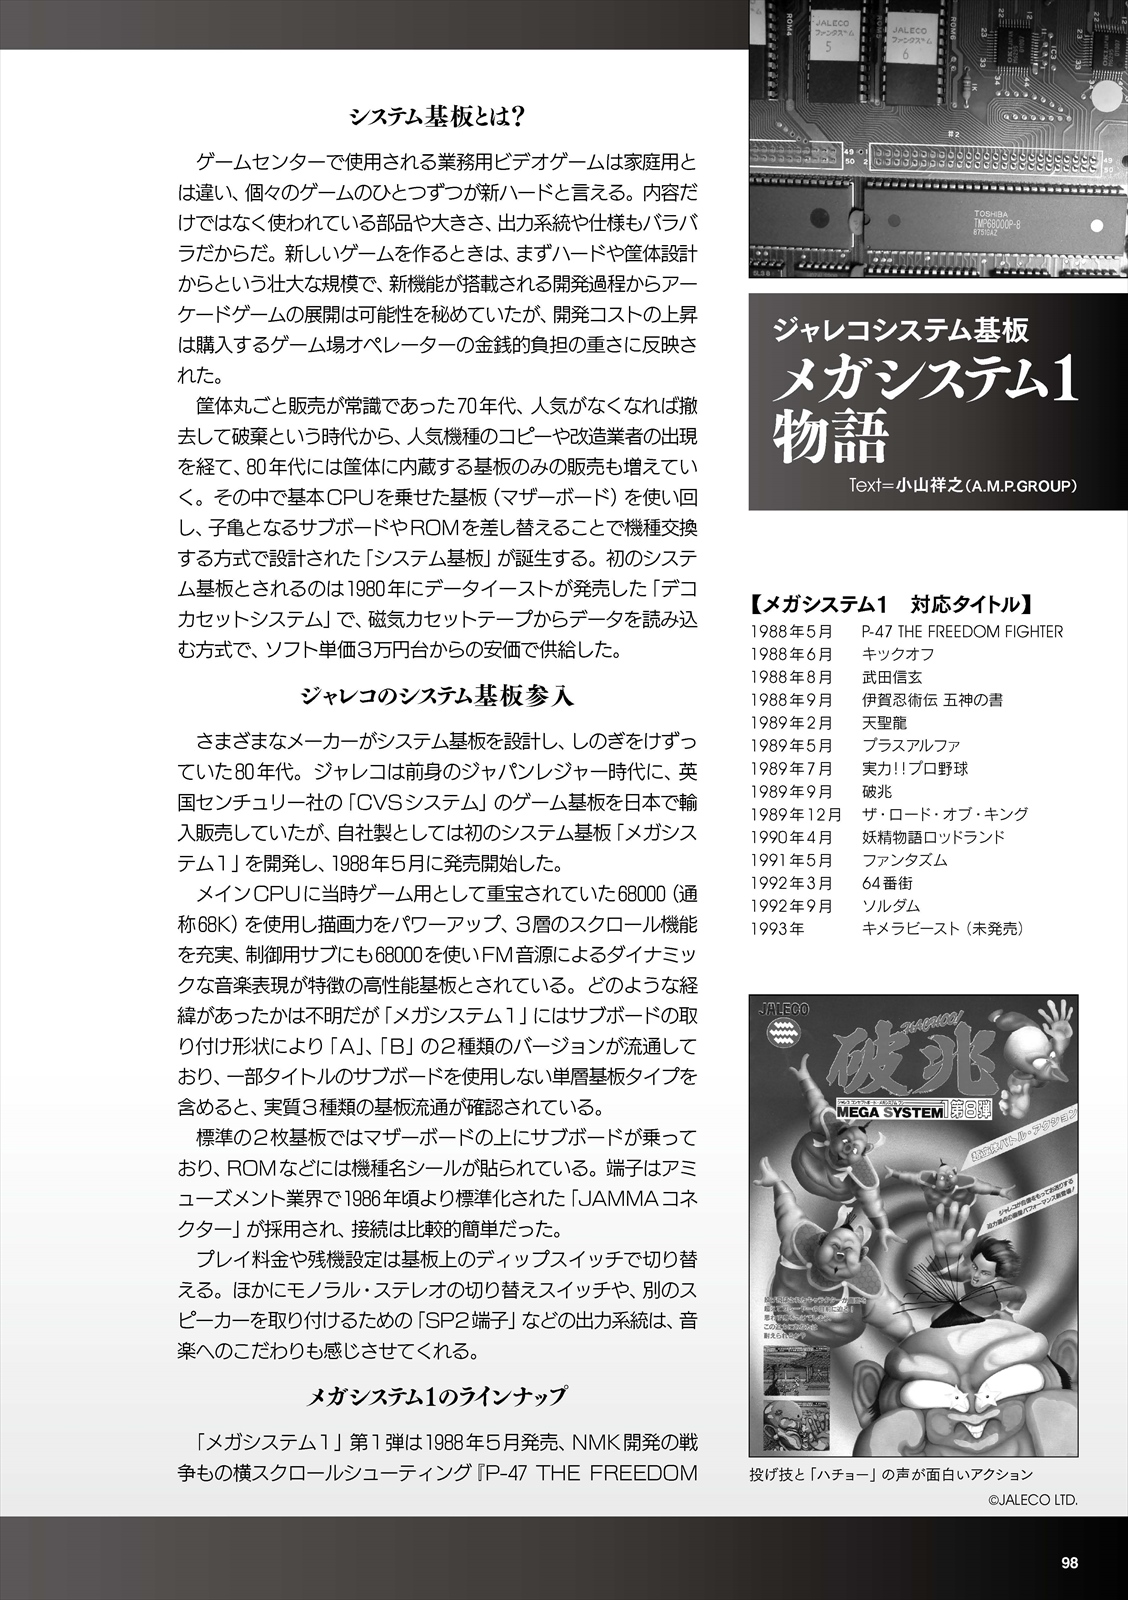 システム基板とは？
ゲームセンターで使用される業務用ビデオゲームは家庭用と
は違い、個々のゲームのひとつずつが新ハードと言える。内容だ
けではなく使われている部品や大きさ、出力系統や仕様もバラバ
ラだからだ。新しいゲームを作るときは、まずハードや筐体設計
からという壮大な規模で、新機能が搭載される開発過程からアー
ケードゲームの展開は可能性を秘めていたが、開発コストの上昇
は購入するゲーム場オペレーターの金銭的負担の重さに反映さ
れた。
筐体丸ごと販売が常識であった70年代、人気がなくなれば撤
去して破棄という時代から、人気機種のコピーや改造業者の出現
を経て、80年代には筐体に内蔵する基板のみの販売も増えてい
く。その中で基本CPUを乗せた基板（マザーボード）を使い回
し、子亀となるサブボードやROMを差し替えることで機種交換
する方式で設計された「システム基板」が誕生する。初のシステ
ム基板とされるのは1980年にデータイーストが発売した「デコ
カセットシステム」で、磁気カセットテープからデータを読み込
む方式で、ソフト単価3万円台からの安価で供給した。
ジャレコのシステム基板参入
さまざまなメーカーがシステム基板を設計し、しのぎをけずっ
ていた80年代。ジャレコは前身のジャパンレジャー時代に、英
国センチュリー社の「CVSシステム」のゲーム基板を日本で輸
入販売していたが、自社製としては初のシステム基板「メガシス
テム1」を開発し、1988年5月に発売開始した。
メインCPUに当時ゲーム用として重宝されていた68000（通
称68K）を使用し描画力をパワーアップ、3層のスクロール機能
を充実、制御用サブにも68000を使いFM音源によるダイナミッ
クな音楽表現が特徴の高性能基板とされている。どのような経
緯があったかは不明だが「メガシステム1」にはサブボードの取
り付け形状により「A」、「B」の2種類のバージョンが流通して
おり、一部タイトルのサブボードを使用しない単層基板タイプを
含めると、実質3種類の基板流通が確認されている。
標準の2枚基板ではマザーボードの上にサブボードが乗って
おり、ROMなどには機種名シールが貼られている。端子はアミ
ューズメント業界で1986年頃より標準化された「JAMMAコネ
クター」が採用され、接続は比較的簡単だった。
プレイ料金や残機設定は基板上のディップスイッチで切り替
える。ほかにモノラル・ステレオの切り替えスイッチや、別のス
ピーカーを取り付けるための「SP2端子」などの出力系統は、音
楽へのこだわりも感じさせてくれる。
メガシステム1のラインナップ
「メガシステム1」第1弾は1988年5月発売、NMK開発の戦
争もの横スクロールシューティング『P-47 THE FREEDOM
ROM4
JALECO
ファンタズム
5
JALECO
ファンタズム
6
ROM6
#2
49
50
1
2
49
50
TOSHIBA
TMP68000P-8
ジャレコシステム基板
メガシステム1
物語
Text＝小山祥之（A.M.P.GROUP）
【メガシステム1　対応タイトル】
1988年5月　P-47 THE FREEDOM FIGHTER
1988年6月　キックオフ
1988年8月　武田信玄
1988年9月　伊賀忍術伝 五神の書
1989年2月　天聖龍
1989年5月　プラスアルファ
1989年7月　実力!!プロ野球
1989年9月　破兆
1989年12月　ザ・ロード・オブ・キング
1990年4月　妖精物語ロッドランド
1991年5月　ファンタズム
1992年3月　64番街
1992年9月　ソルダム
1993年　キメラビースト（未発売）
JALECO
HACHOO!
破兆
MEGA SYSTEM1第8弾
投げ技と「ハチョー」の声が面白いアクション
©JALECO LTD.
98